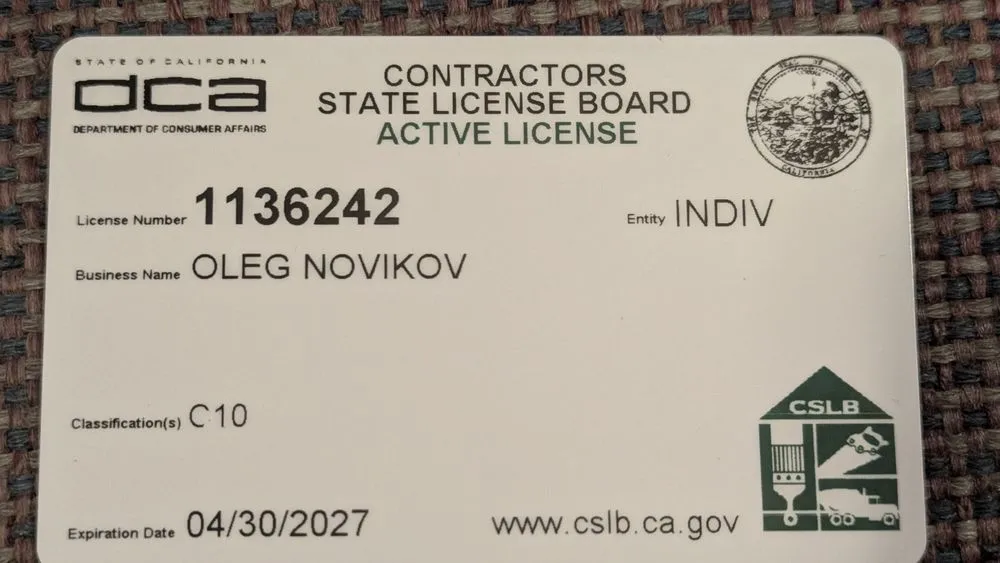 STATE OF CALIFORNIA
dca
DEPARTMENT OF CONSUMER AFFAIRS
CONTRACTORS
STATE LICENSE BOARD
ACTIVE LICENSE
License Number 1136242
Entity INDIV
Business Name OLEG NOVIKOV
Classification(s) C10
CSLB
Expiration Date 04/30/2027
www.cslb.ca.gov
CALIFORNIA